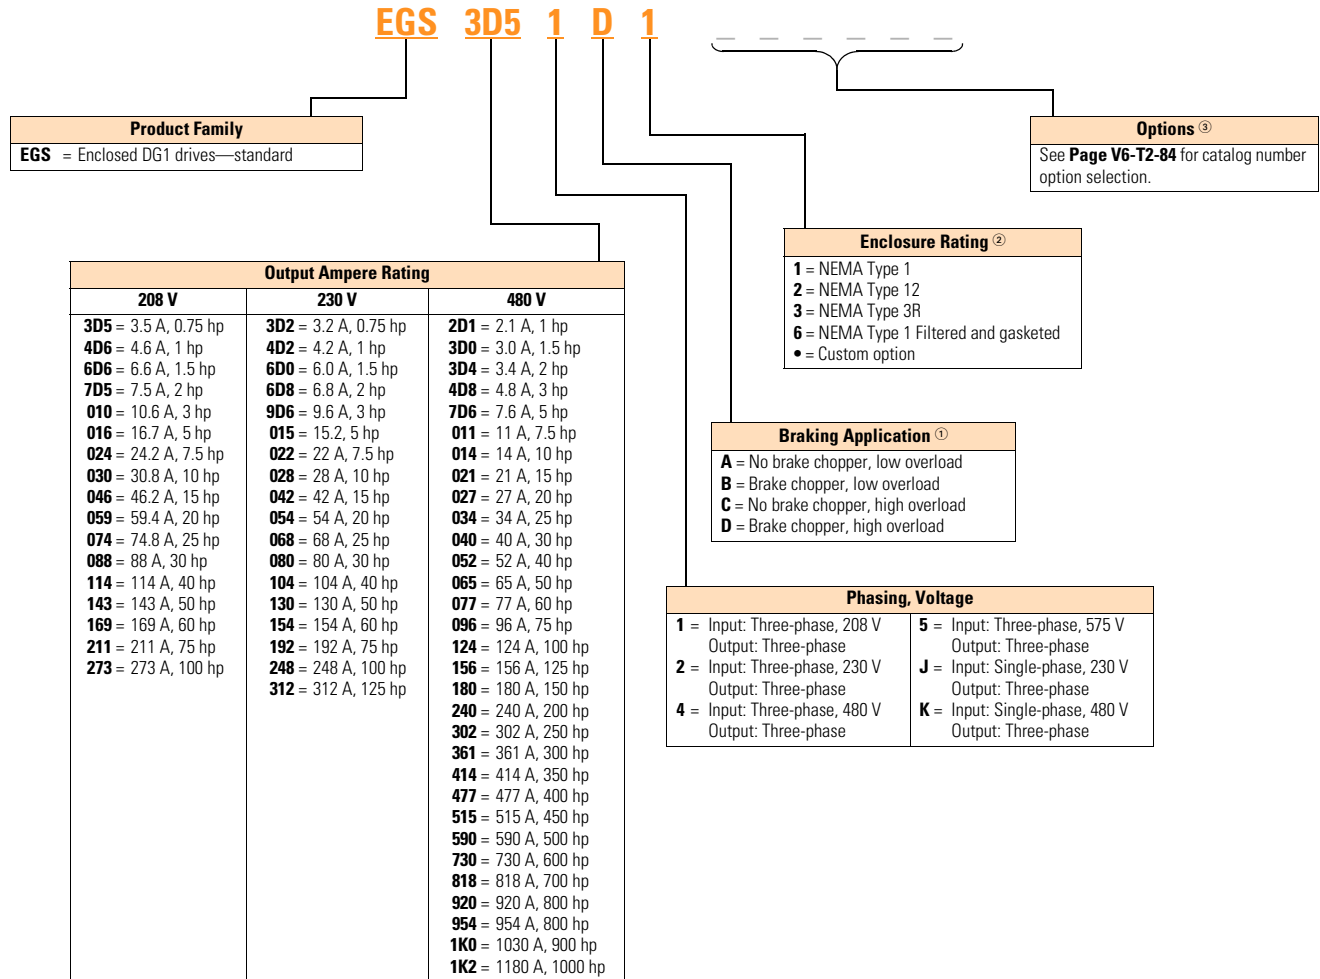 EGS 3D5 1 D 1 _ _ _ _ _ _
Product Family
EGS = Enclosed DG1 drives—standard
Options ③
See Page V6-T2-84 for catalog number
option selection.
Enclosure Rating ②
1 = NEMA Type 1
2 = NEMA Type 12
3 = NEMA Type 3R
6 = NEMA Type 1 Filtered and gasketed
• = Custom option
Output Ampere Rating
208 V
3D5 = 3.5 A, 0.75 hp
4D6 = 4.6 A, 1 hp
6D6 = 6.6 A, 1.5 hp
7D5 = 7.5 A, 2 hp
010 = 10.6 A, 3 hp
016 = 16.7 A, 5 hp
024 = 24.2 A, 7.5 hp
030 = 30.8 A, 10 hp
046 = 46.2 A, 15 hp
059 = 59.4 A, 20 hp
074 = 74.8 A, 25 hp
088 = 88 A, 30 hp
114 = 114 A, 40 hp
143 = 143 A, 50 hp
169 = 169 A, 60 hp
211 = 211 A, 75 hp
273 = 273 A, 100 hp
230 V
3D2 = 3.2 A, 0.75 hp
4D2 = 4.2 A, 1 hp
6D0 = 6.0 A, 1.5 hp
6D8 = 6.8 A, 2 hp
9D6 = 9.6 A, 3 hp
015 = 15.2, 5 hp
022 = 22 A, 7.5 hp
028 = 28 A, 10 hp
042 = 42 A, 15 hp
054 = 54 A, 20 hp
068 = 68 A, 25 hp
080 = 80 A, 30 hp
104 = 104 A, 40 hp
130 = 130 A, 50 hp
154 = 154 A, 60 hp
192 = 192 A, 75 hp
248 = 248 A, 100 hp
312 = 312 A, 125 hp
480 V
2D1 = 2.1 A, 1 hp
3D0 = 3.0 A, 1.5 hp
3D4 = 3.4 A, 2 hp
4D8 = 4.8 A, 3 hp
7D6 = 7.6 A, 5 hp
011 = 11 A, 7.5 hp
014 = 14 A, 10 hp
021 = 21 A, 15 hp
027 = 27 A, 20 hp
034 = 34 A, 25 hp
040 = 40 A, 30 hp
052 = 52 A, 40 hp
065 = 65 A, 50 hp
077 = 77 A, 60 hp
096 = 96 A, 75 hp
124 = 124 A, 100 hp
156 = 156 A, 125 hp
180 = 180 A, 150 hp
240 = 240 A, 200 hp
302 = 302 A, 250 hp
361 = 361 A, 300 hp
414 = 414 A, 350 hp
477 = 477 A, 400 hp
515 = 515 A, 450 hp
590 = 590 A, 500 hp
730 = 730 A, 600 hp
818 = 818 A, 700 hp
920 = 920 A, 800 hp
954 = 954 A, 800 hp
1K0 = 1030 A, 900 hp
1K2 = 1180 A, 1000 hp
Braking Application ①
A = No brake chopper, low overload
B = Brake chopper, low overload
C = No brake chopper, high overload
D = Brake chopper, high overload
Phasing, Voltage
1 = Input: Three-phase, 208 V
Output: Three-phase
2 = Input: Three-phase, 230 V
Output: Three-phase
4 = Input: Three-phase, 480 V
Output: Three-phase
5 = Input: Three-phase, 575 V
Output: Three-phase
J = Input: Single-phase, 230 V
Output: Three-phase
K = Input: Single-phase, 480 V
Output: Three-phase